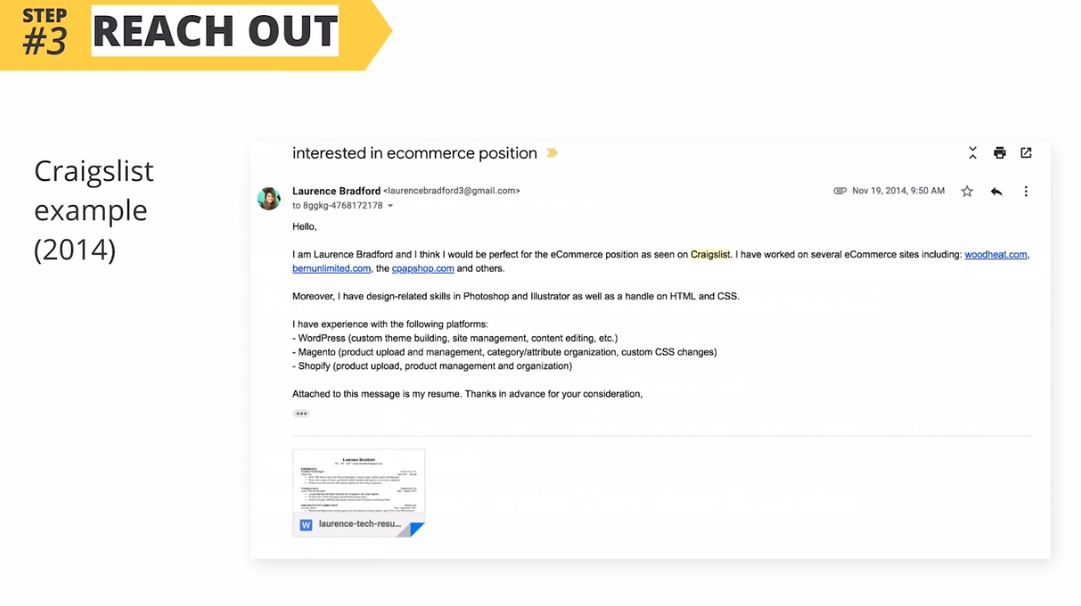 STEP
#3
REACH OUT
Craigslist
example
(2014)
interested in ecommerce position
Laurence Bradford <laurencebradford3@gmail.com>
Nov 19, 2014, 9:50 AM
to 8ggkg-4768172178
Hello,
I am Laurence Bradford and I think I would be perfect for the eCommerce position as seen on Craigslist. I have worked on several eCommerce sites including: woodheat.com,
bernunlimited.com, the cpapshop.com and others.
Moreover, I have design-related skills in Photoshop and Illustrator as well as a handle on HTML and CSS.
I have experience with the following platforms:
- WordPress (custom theme building, site management, content editing, etc.)
- Magento (product upload and management, category/attribute organization, custom CSS changes)
- Shopify (product upload, product management and organization)
Attached to this message is my resume. Thanks in advance for your consideration,
Laurence Bradford
W laurence-tech-resu...